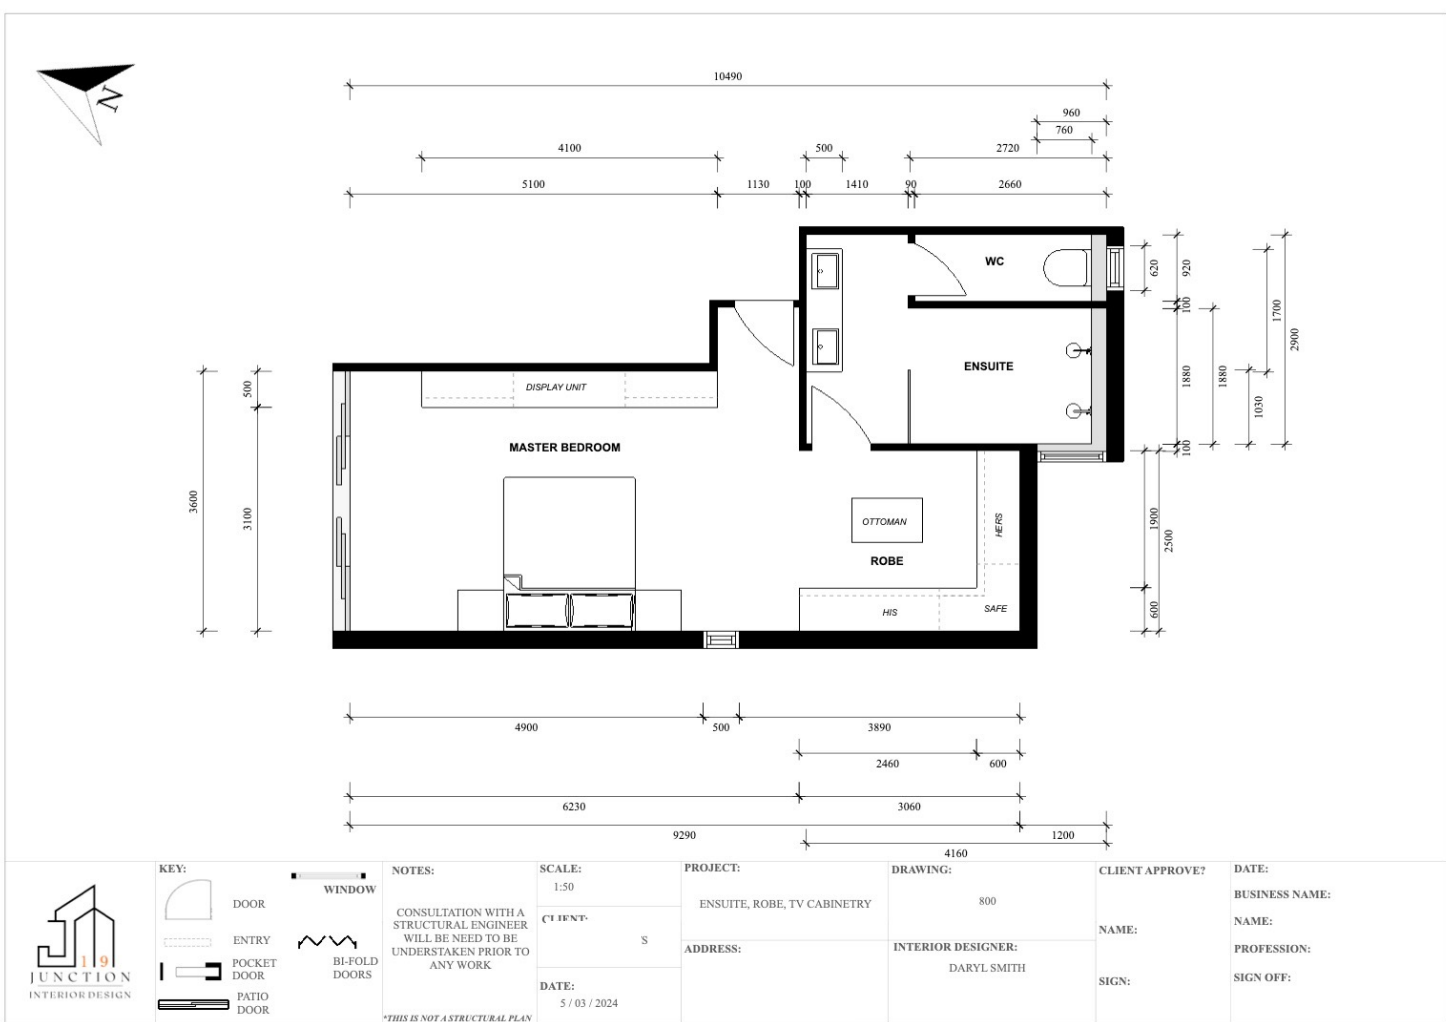 N
10490
960
760
4100
500
2720
5100
1130
100
1410
90
2660
WC
620
920
100
1700
2900
ENSUITE
1880
1880
1030
100
DISPLAY UNIT
500
MASTER BEDROOM
3600
3100
OTTOMAN
HERS
ROBE
HIS
SAFE
1900
2500
600
4900
500
3890
2460
600
6230
3060
9290
1200
4160
JUNCTION
19
INTERIOR DESIGN
KEY:
DOOR
ENTRY
POCKET
DOOR
PATIO
DOOR
WINDOW
BI-FOLD
DOORS
NOTES:
CONSULTATION WITH A
STRUCTURAL ENGINEER
WILL BE NEED TO BE
UNDERSTAKEN PRIOR TO
ANY WORK
*THIS IS NOT A STRUCTURAL PLAN
SCALE:
1:50
CLIENT:
S
DATE:
5 / 03 / 2024
PROJECT:
ENSUITE, ROBE, TV CABINETRY
ADDRESS:
DRAWING:
800
INTERIOR DESIGNER:
DARYL SMITH
CLIENT APPROVE?
NAME:
SIGN:
DATE:
BUSINESS NAME:
NAME:
PROFESSION:
SIGN OFF: